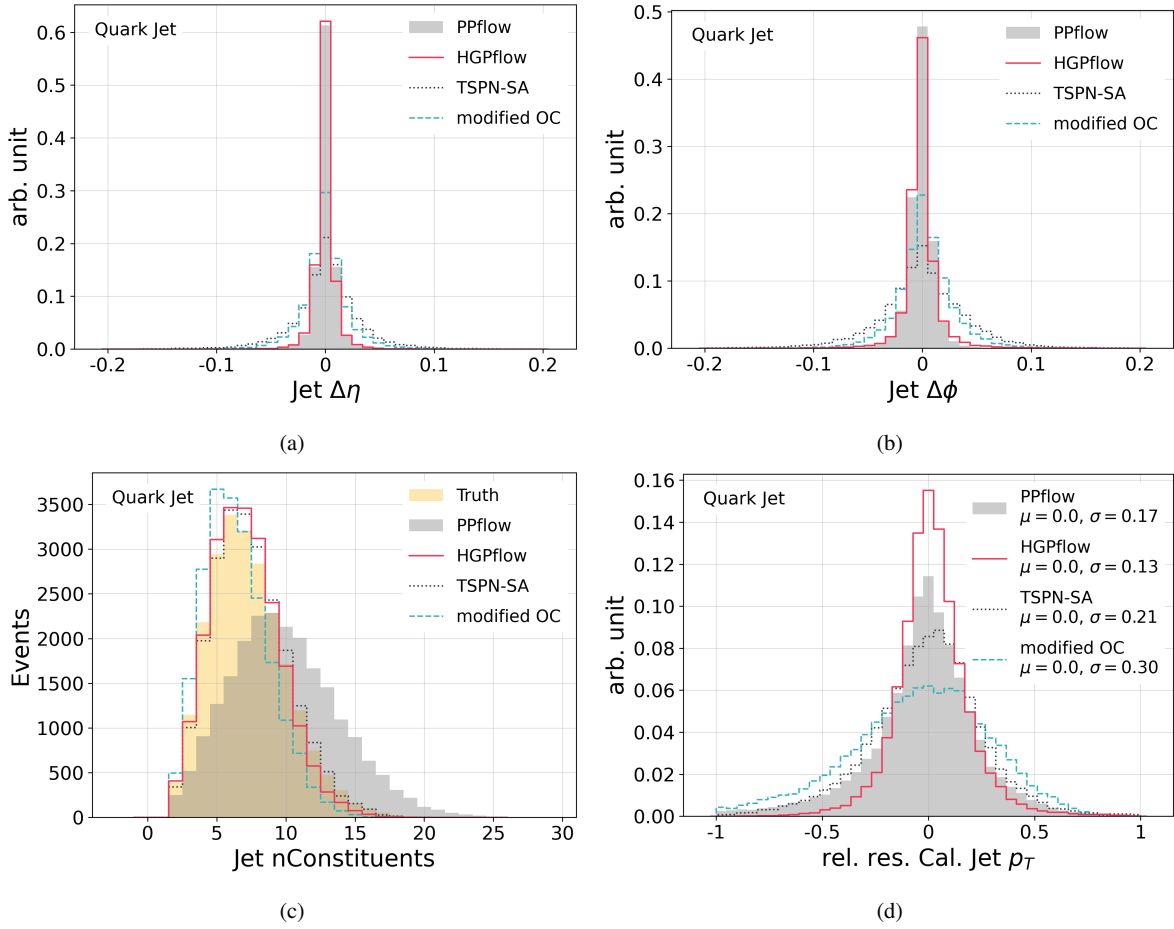 Quark Jet
PPflow
HGPflow
TSPN-SA
modified OC
0.6
0.5
0.4
0.3
0.2
0.1
0.0
arb. unit
-0.2
-0.1
0
0.1
0.2
Jet Δη
(a)
Quark Jet
PPflow
HGPflow
TSPN-SA
modified OC
0.5
0.4
0.3
0.2
0.1
0.0
arb. unit
-0.2
-0.1
0
0.1
0.2
Jet Δϕ
(b)
Quark Jet
Truth
PPflow
HGPflow
TSPN-SA
modified OC
3500
3000
2500
2000
1500
1000
500
0
Events
0
5
10
15
20
25
30
Jet nConstituents
(c)
Quark Jet
PPflow
μ = 0.0, σ = 0.17
HGPflow
μ = 0.0, σ = 0.13
TSPN-SA
μ = 0.0, σ = 0.21
modified OC
μ = 0.0, σ = 0.30
0.16
0.14
0.12
0.10
0.08
0.06
0.04
0.02
0.00
arb. unit
-1
-0.5
0
0.5
1
rel. res. Cal. Jet p_T
(d)